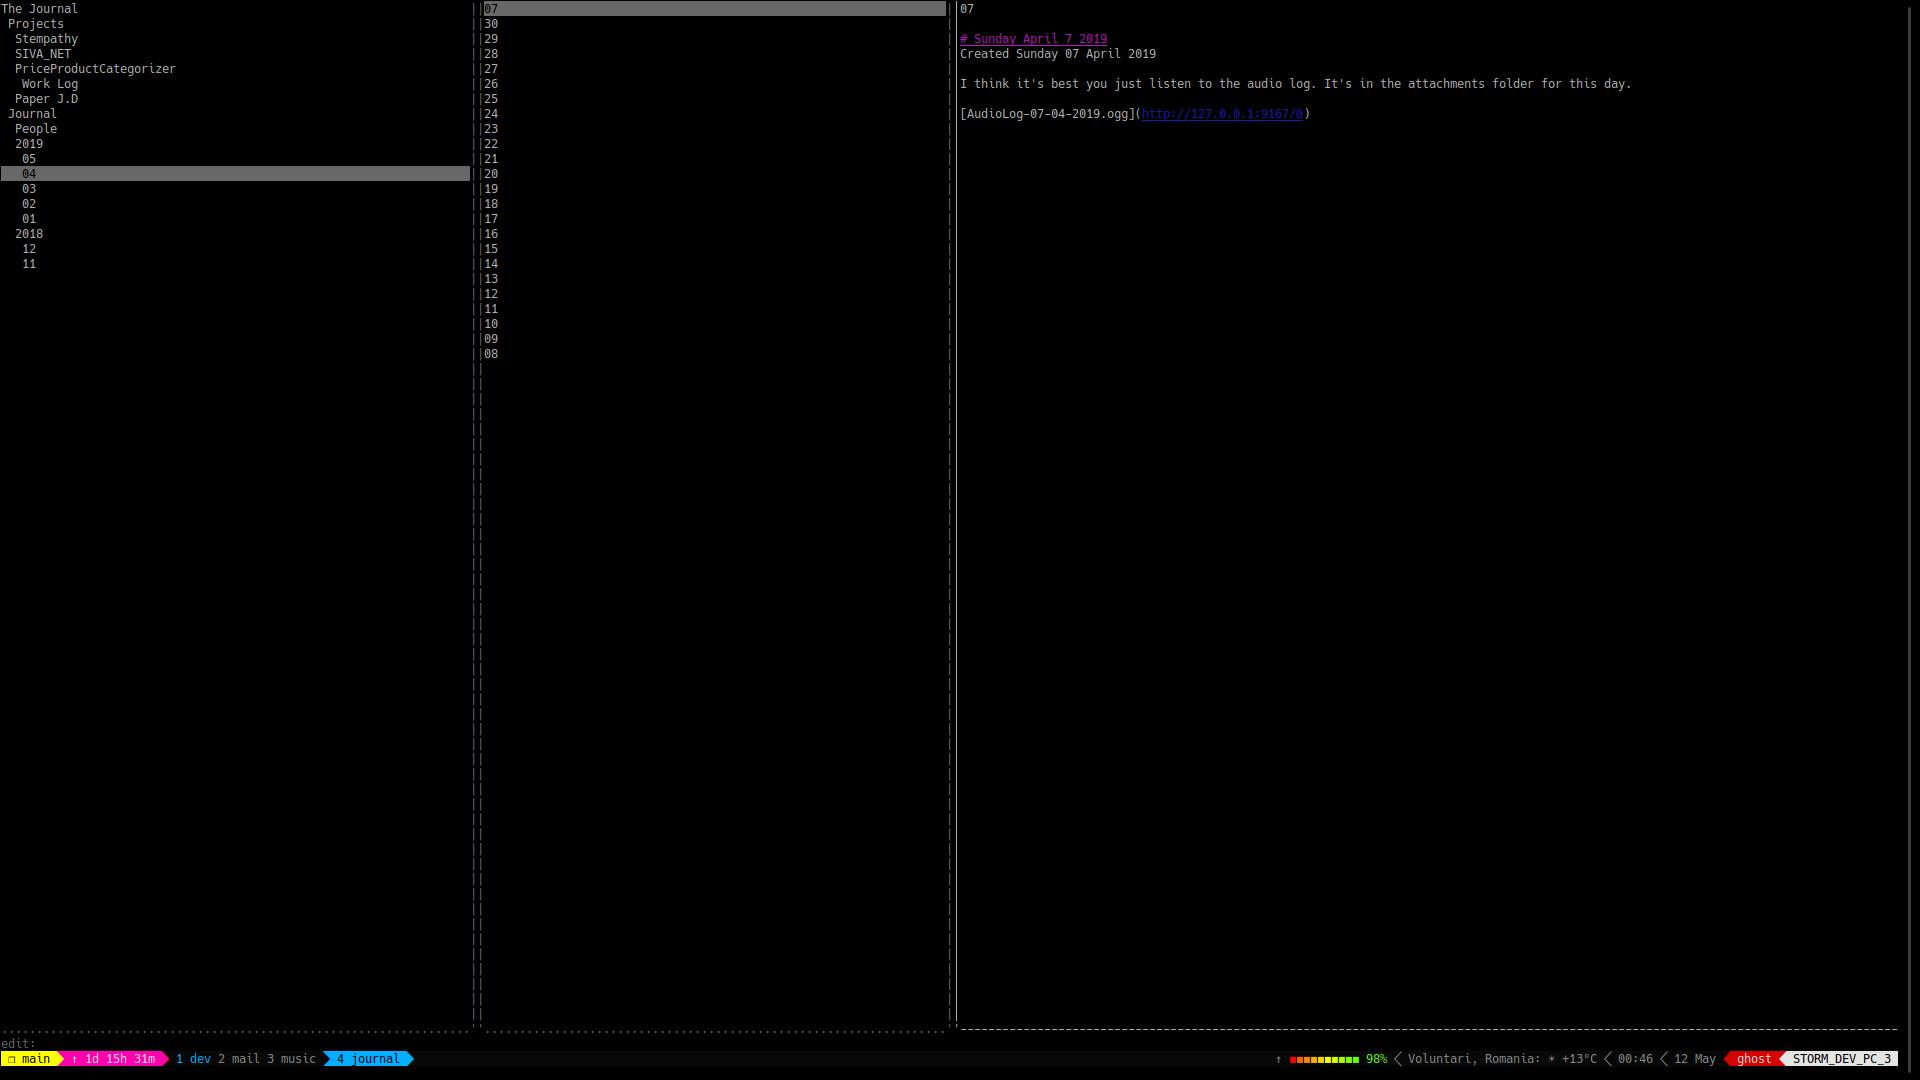 The Journal
Projects
Stempathy
SIVA_NET
PriceProductCategorizer
Work Log
Paper J.D
Journal
People
2019
05
04
03
02
01
2018
12
11
07
30
29
28
27
26
25
24
23
22
21
20
19
18
17
16
15
14
13
12
11
10
09
08
07
# Sunday April 7 2019
Created Sunday 07 April 2019
I think it's best you just listen to the audio log. It's in the attachments folder for this day.
[AudioLog-07-04-2019.ogg](http://127.0.0.1:9167/0)
edit:
❐ main ↑ 1d 15h 31m 1 dev 2 mail 3 music 4 journal ↑ 98% Voluntari, Romania: ☀ +13°C 00:46 12 May ghost STORM_DEV_PC_3